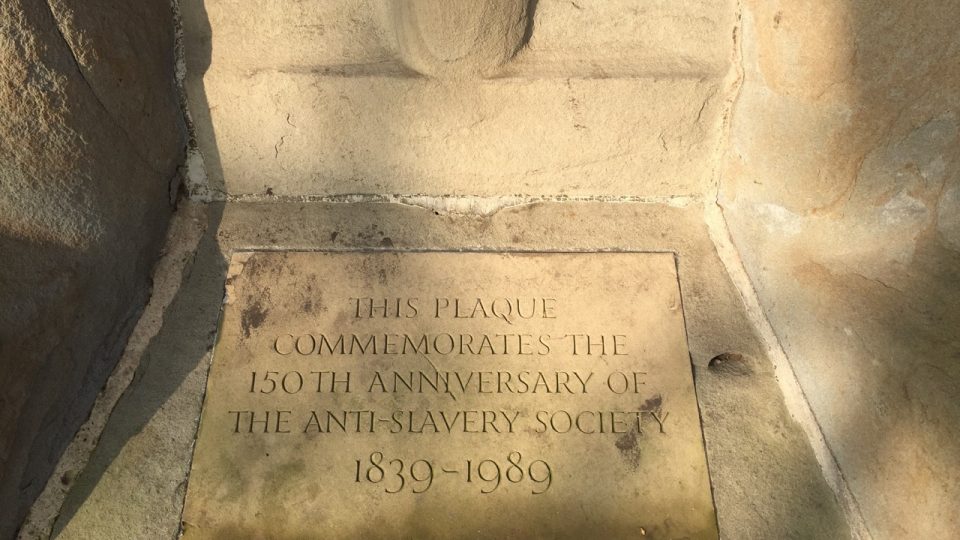 THIS PLAQUE
COMMEMORATES THE
150TH ANNIVERSARY OF
THE ANTI-SLAVERY SOCIETY
1839-1989